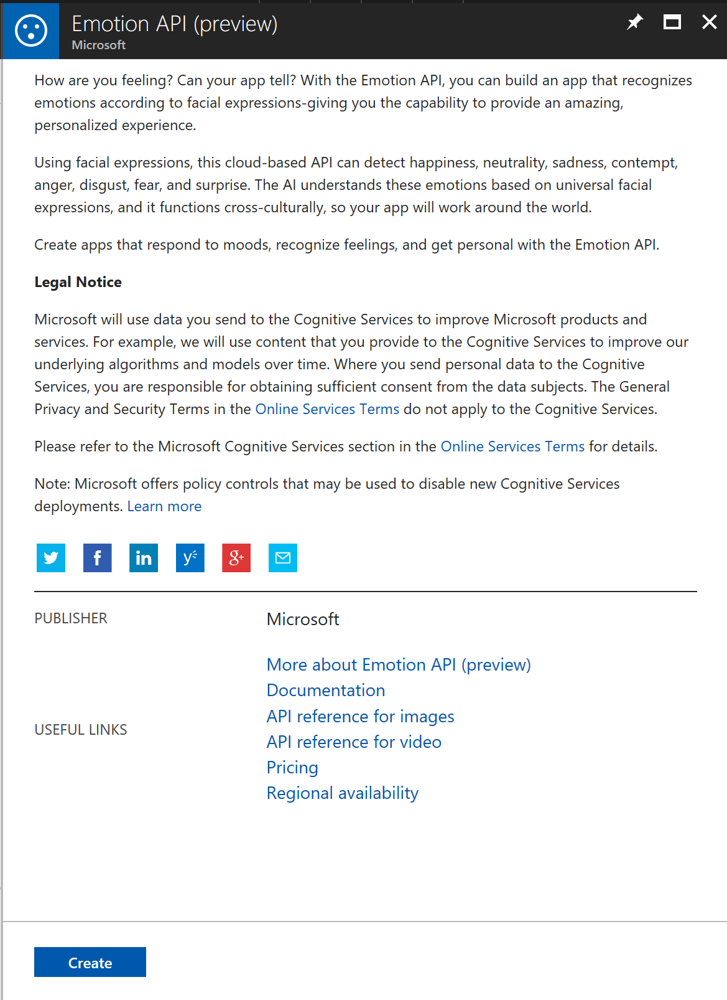 Emotion API (preview)
Microsoft
How are you feeling? Can your app tell? With the Emotion API, you can build an app that recognizes
emotions according to facial expressions-giving you the capability to provide an amazing,
personalized experience.
Using facial expressions, this cloud-based API can detect happiness, neutrality, sadness, contempt,
anger, disgust, fear, and surprise. The AI understands these emotions based on universal facial
expressions, and it functions cross-culturally, so your app will work around the world.
Create apps that respond to moods, recognize feelings, and get personal with the Emotion API.
Legal Notice
Microsoft will use data you send to the Cognitive Services to improve Microsoft products and
services. For example, we will use content that you provide to the Cognitive Services to improve our
underlying algorithms and models over time. Where you send personal data to the Cognitive
Services, you are responsible for obtaining sufficient consent from the data subjects. The General
Privacy and Security Terms in the Online Services Terms do not apply to the Cognitive Services.
Please refer to the Microsoft Cognitive Services section in the Online Services Terms for details.
Note: Microsoft offers policy controls that may be used to disable new Cognitive Services
deployments. Learn more
f in y g+
PUBLISHER Microsoft
More about Emotion API (preview)
Documentation
API reference for images
USEFUL LINKS
API reference for video
Pricing
Regional availability
Create